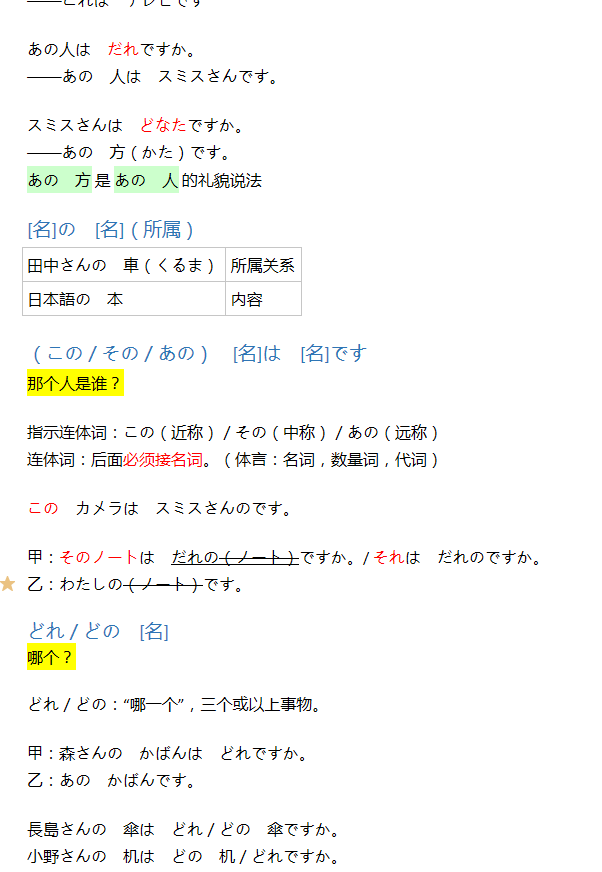 ——これは　テレビです
あの人は　だれですか。
——あの　人は　スミスさんです。
スミスさんは　どなたですか。
——あの　方（かた）です。
あの　方 是 あの　人 的礼貌说法
[名]の　[名]（所属）
田中さんの　車（くるま） 所属关系
日本語の　本 内容
（この / その / あの）　[名]は　[名]です
那个人是谁？
指示连体词：この（近称）/ その（中称）/ あの（远称）
连体词：后面必须接名词。（体言：名词，数量词，代词）
この　カメラは　スミスさんのです。
甲：そのノートは　だれの（ノート）ですか。/ それは　だれのですか。
乙：わたしの（ノート）です。
どれ / どの　[名]
哪个？
どれ / どの：“哪一个”，三个或以上事物。
甲：森さんの　かばんは　どれですか。
乙：あの　かばんです。
長島さんの　傘は　どれ / どの　傘ですか。
小野さんの　机は　どの　机 / どれですか。